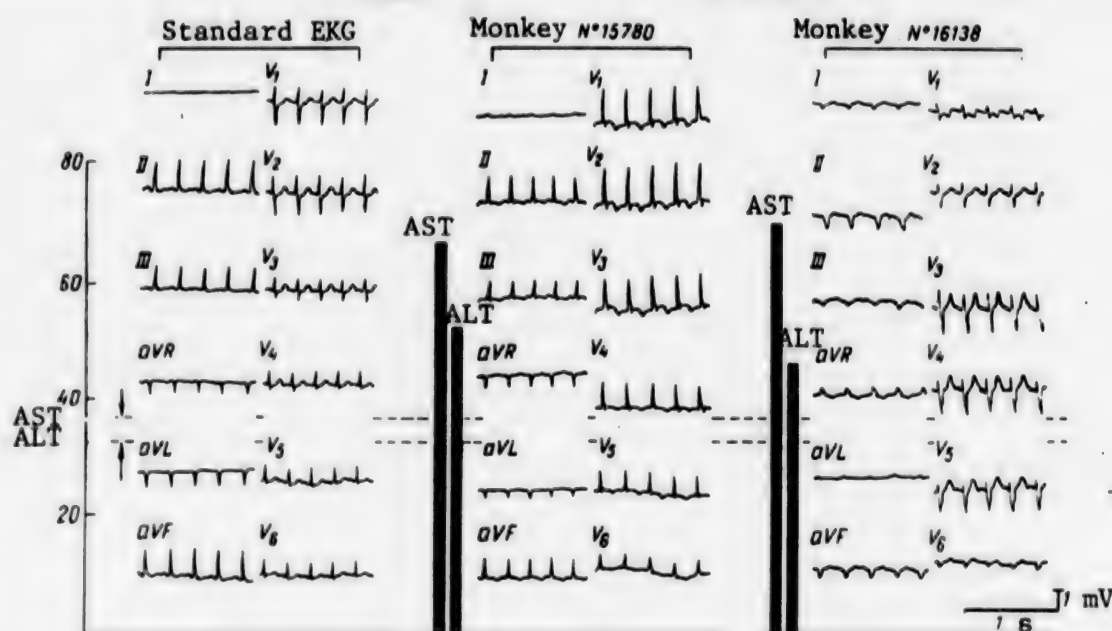 Standard EKG
Monkey N°15780
Monkey N°16138
I V1
I V1
I V1
80
II V2
II V2
II V2
AST
AST
60
III V3
III V3
III V3
ALT
ALT
aVR V4
aVR V4
aVR V4
40
AST
ALT
aVL V5
aVL V5
aVL V5
20
aVF V6
aVF V6
aVF V6
1 mV
1 s